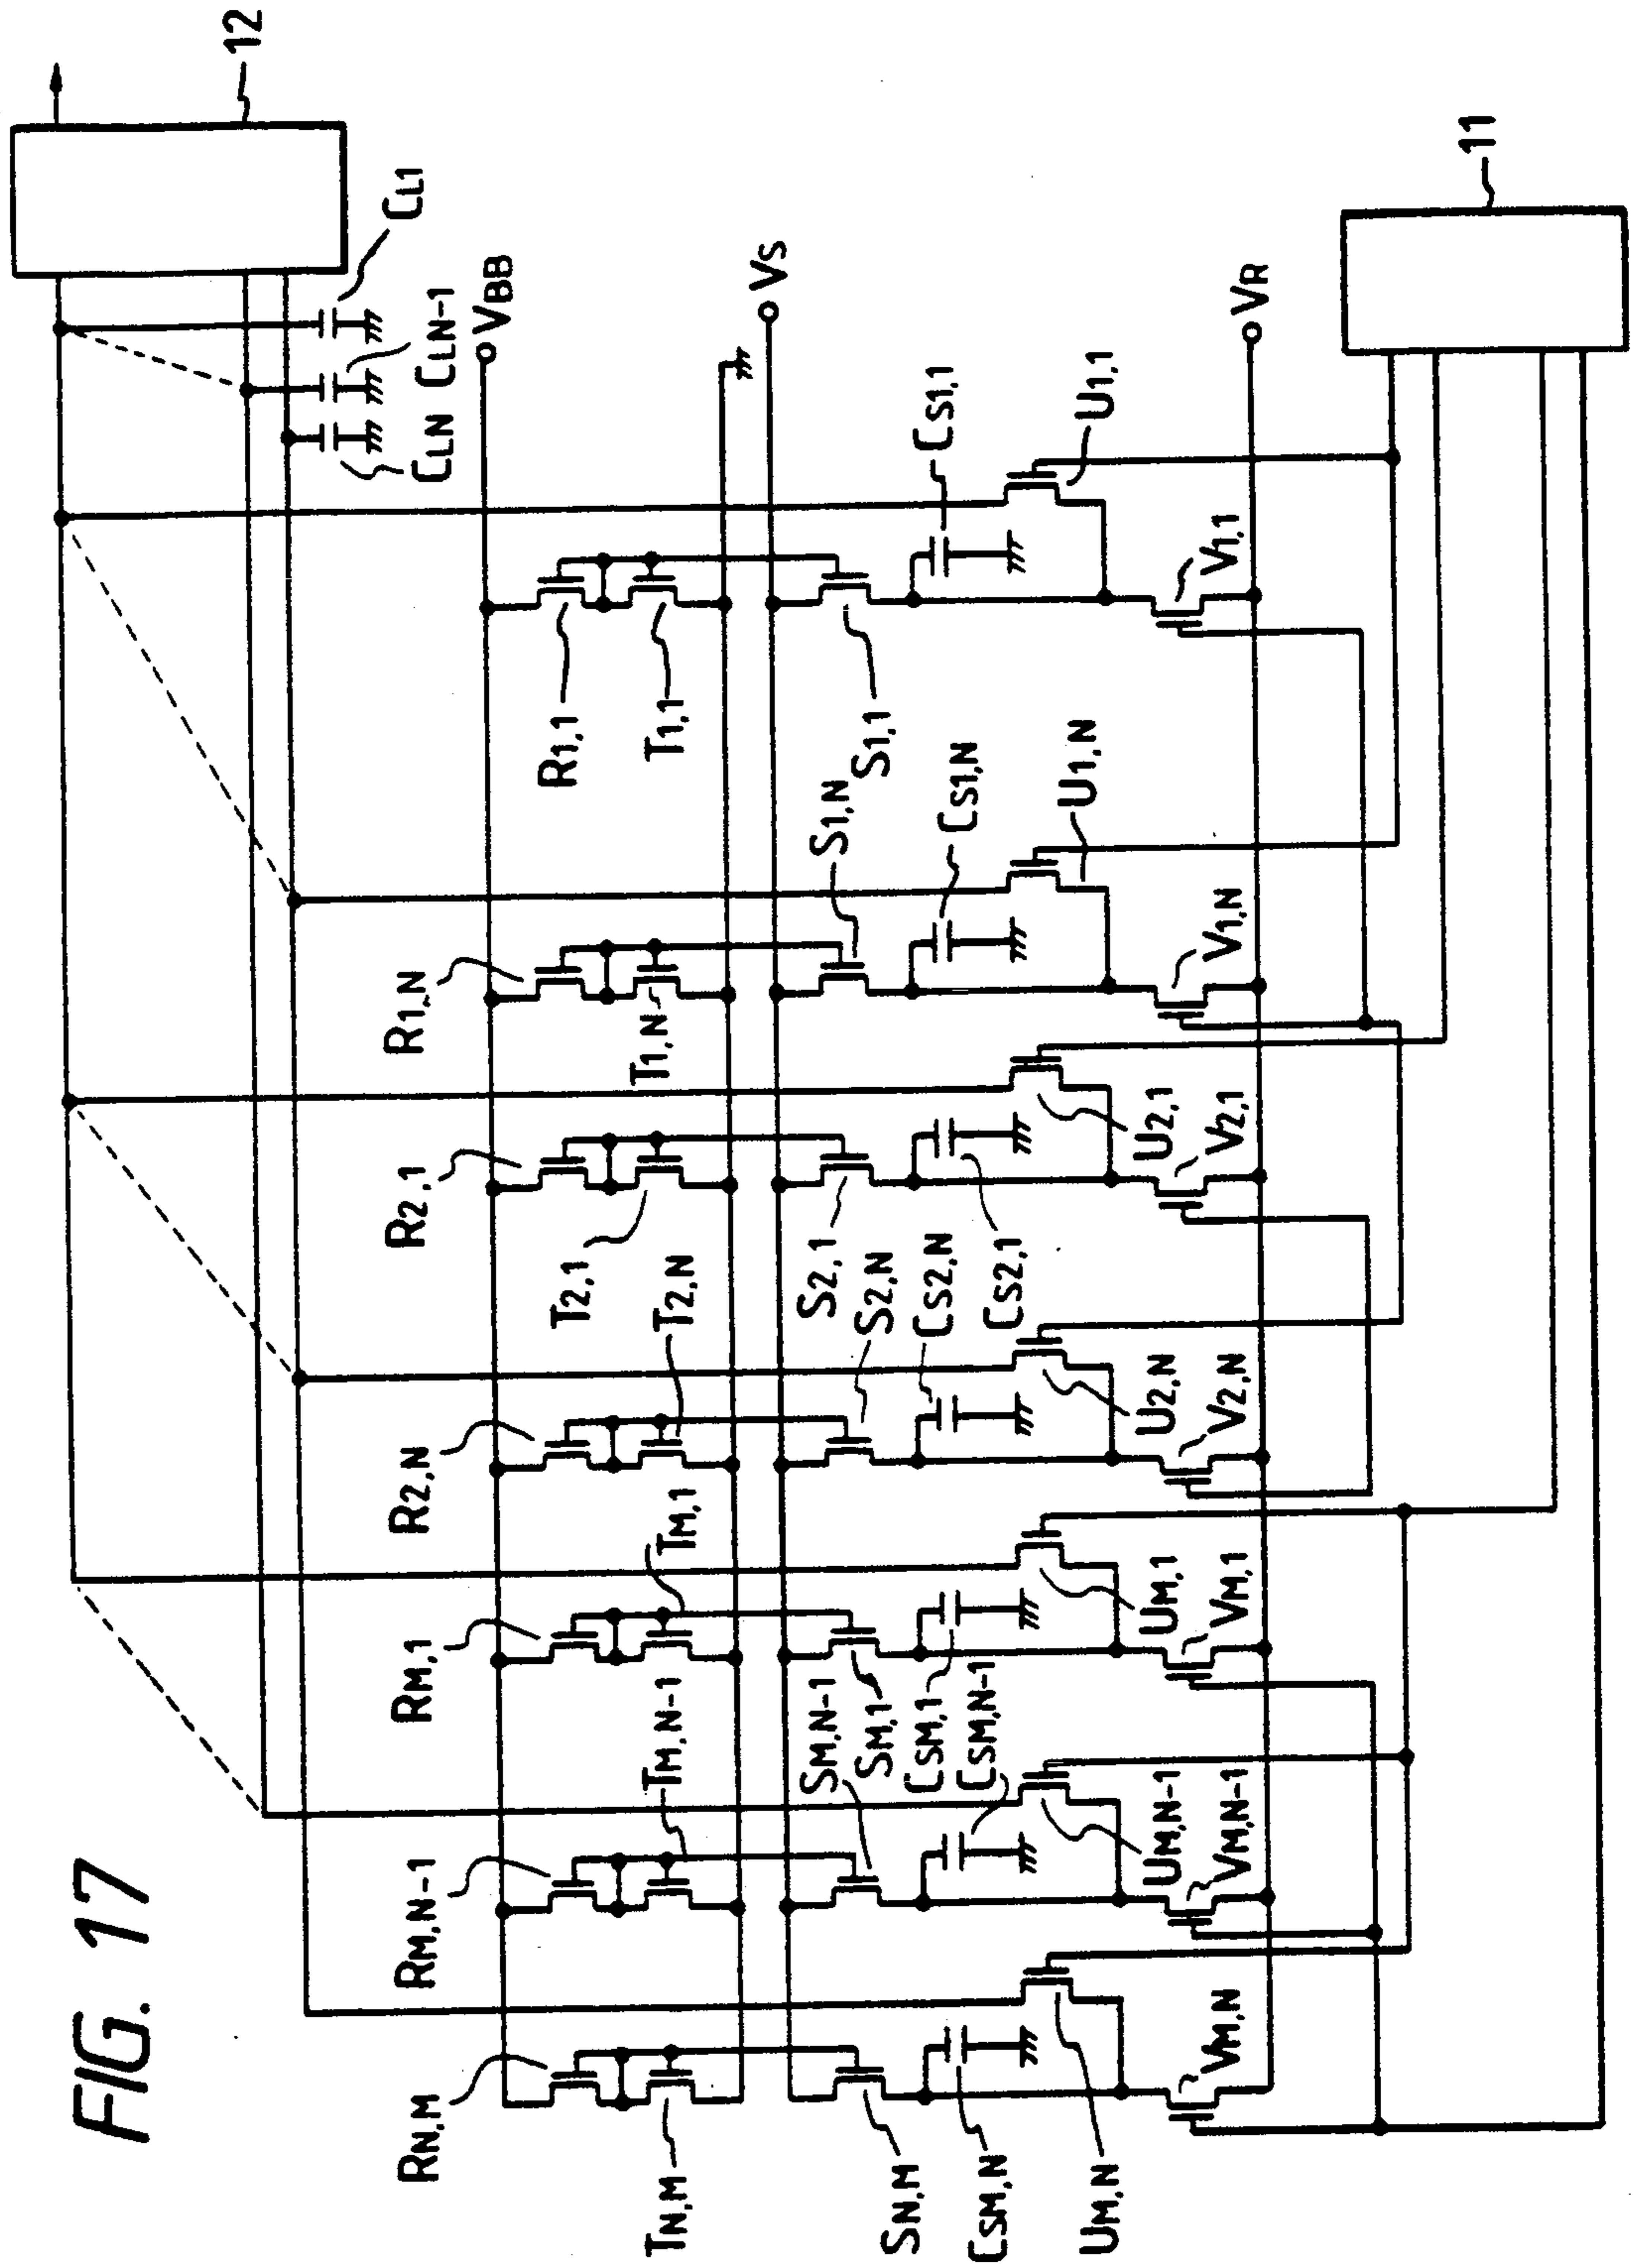 FIG. 17
12
CL1
CLN-1
CLN
VBB
VS
VR
11
RN,M
RM,N-1
RM,1
R2,N
R2,1
R1,N
R1,1
TN,M
TM,N-1
TM,1
T2,N
T2,1
T1,N
T1,1
SN,M
SM,N-1
SM,1
S2,N
S2,1
S1,N
S1,1
CSM,N
CSM,N-1
CSM,1
CS2,N
CS2,1
CS1,N
CS1,1
UM,N
UM,N-1
UM,1
U2,N
U2,1
U1,N
U1,1
VM,N
VM,N-1
VM,1
V2,N
V2,1
V1,N
V1,1